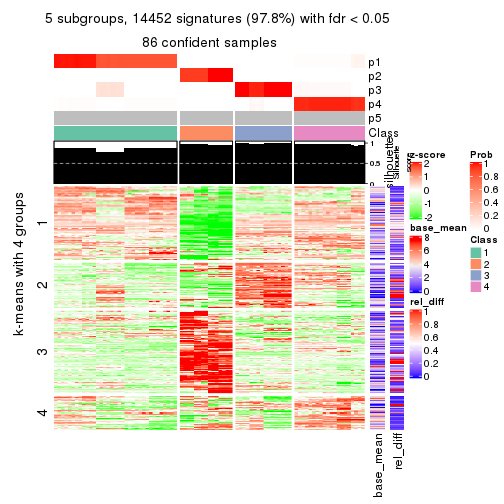 5 subgroups, 14452 signatures (97.8%) with fdr < 0.05
86 confident samples
p1
p2
p3
p4
p5
Class
1
0.5
0
silhouette
k-means with 4 groups
1
2
3
4
base_mean
rel_diff
z-score
2
1
0
-1
-2
base_mean
8
6
4
2
0
rel_diff
1
0.8
0.6
0.4
0.2
0
Prob
1
0.8
0.6
0.4
0.2
0
Class
1
2
3
4